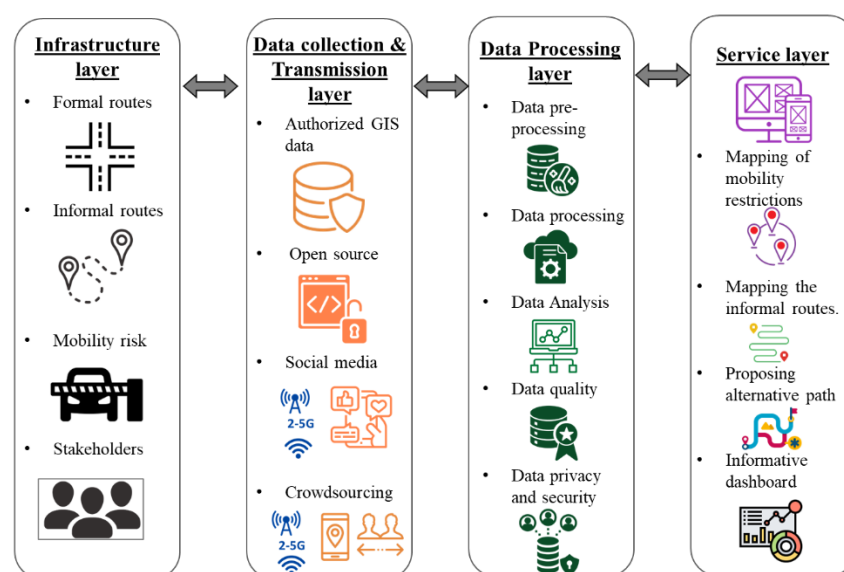 Infrastructure
layer
• Formal routes
• Informal routes
• Mobility risk
• Stakeholders
Data collection &
Transmission
layer
• Authorized GIS
data
• Open source
</>
• Social media
2-5G
• Crowdsourcing
2-5G
Data Processing
layer
• Data pre-
processing
• Data processing
• Data Analysis
• Data quality
• Data privacy
and security
Service layer
• Mapping of
mobility
restrictions
• Mapping the
informal routes.
• Proposing
alternative path
• Informative
dashboard